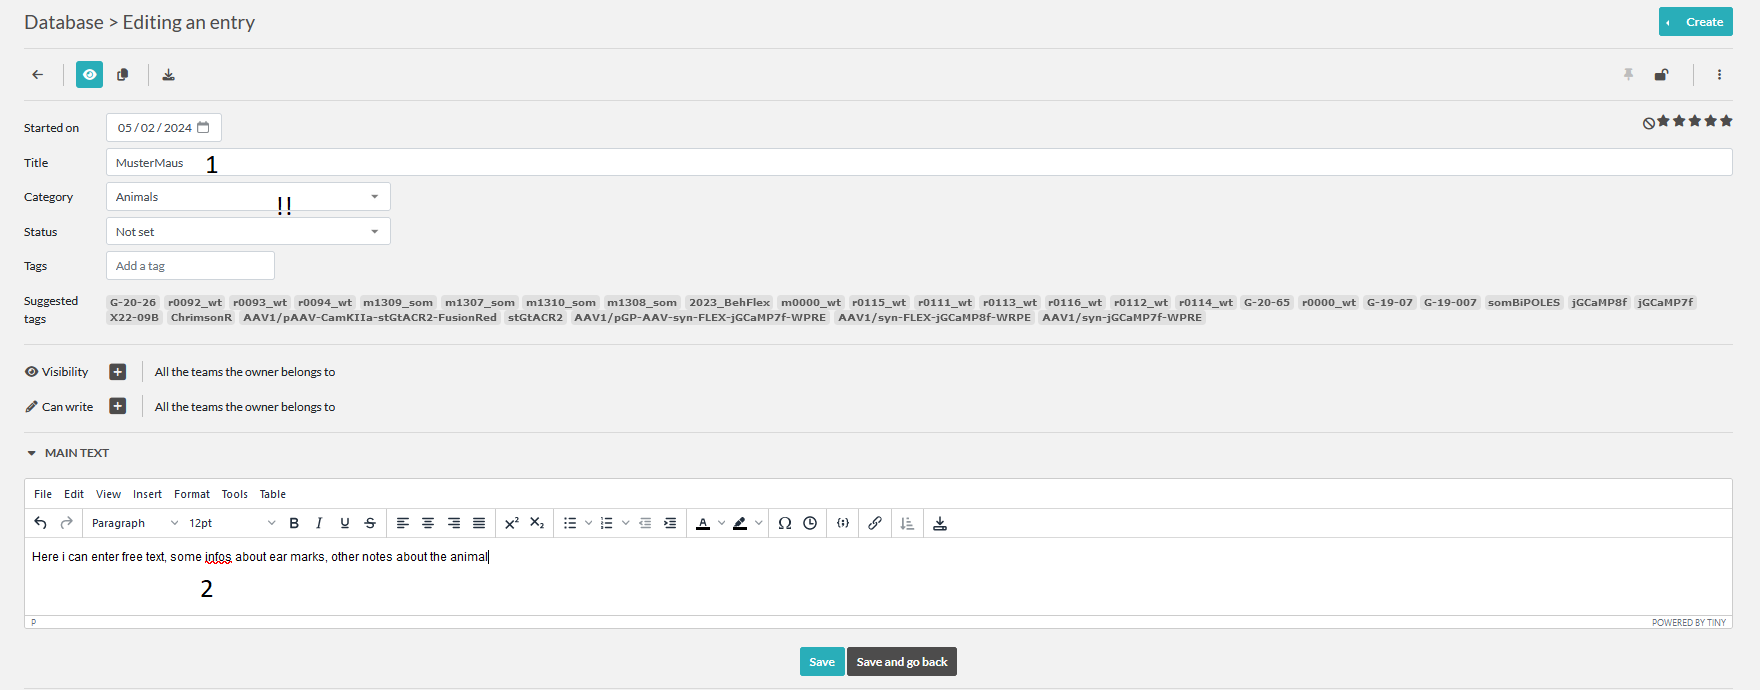 Database > Editing an entry
Create
Started on 05 / 02 / 2024
Title MusterMaus 1
Category Animals
!!
Status Not set
Tags Add a tag
Suggested tags
G-20-26 r0092_wt r0093_wt r0094_wt m1309_som m1307_som m1310_som m1308_som 2023_BehFlex m0000_wt r0115_wt r0111_wt r0113_wt r0116_wt r0112_wt r0114_wt G-20-65 r0000_wt G-19-07 G-19-007 somBiPOLES jGCaMP8f jGCaMP7f
X22-09B ChrimsonR AAV1/pAAV-CamKIIa-stGtACR2-FusionRed stGtACR2 AAV1/pGP-AAV-syn-FLEX-jGCaMP7f-WPRE AAV1/syn-FLEX-jGCaMP8f-WRPE AAV1/syn-jGCaMP7f-WPRE
Visibility + All the teams the owner belongs to
Can write + All the teams the owner belongs to
MAIN TEXT
File Edit View Insert Format Tools Table
Paragraph 12pt B I U S X² X₂ A Ω
Here i can enter free text, some infos about ear marks, other notes about the animal
2
P POWERED BY TINY
Save Save and go back